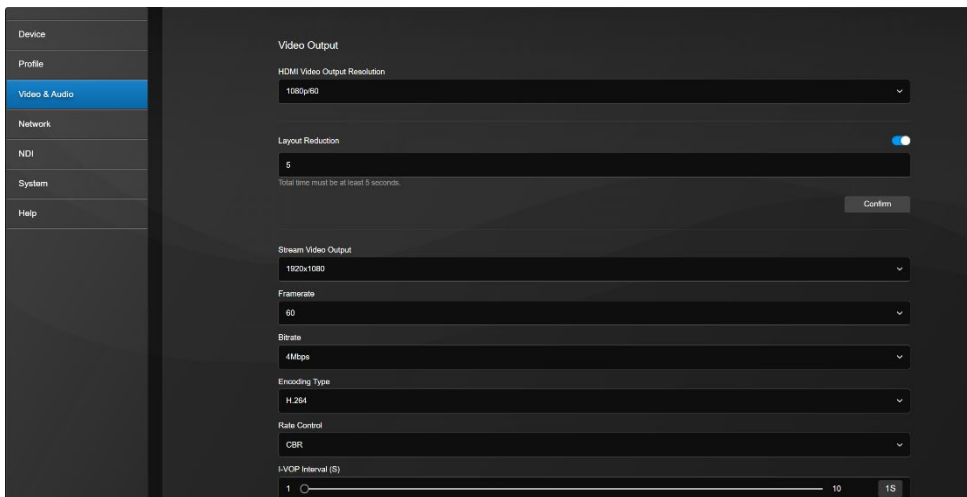 Device
Profile
Video & Audio
Network
NDI
System
Help
Video Output
HDMI Video Output Resolution
1080p/60
Layout Reduction
5
Total time must be at least 5 seconds.
Confirm
Stream Video Output
1920x1080
Framerate
60
Bitrate
4Mbps
Encoding Type
H.264
Rate Control
CBR
I-VOP Interval (S)
1 10 1S